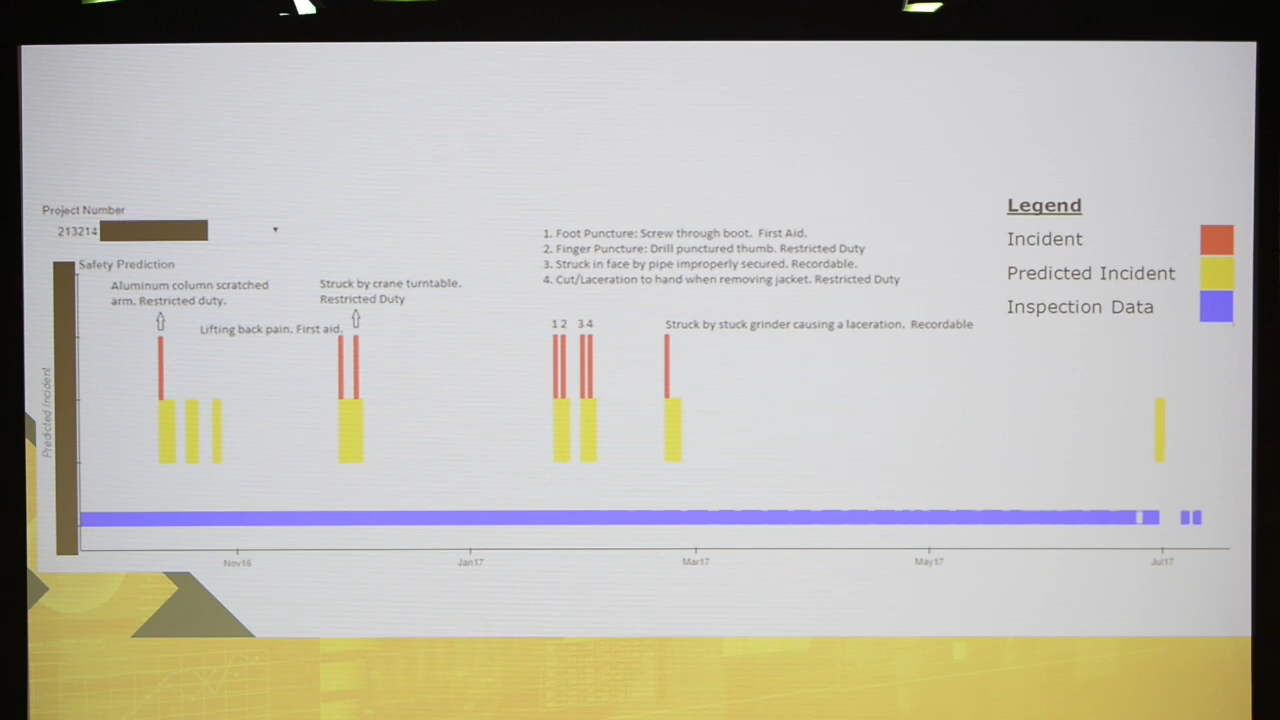 Project Number
213214
Safety Prediction
Aluminum column scratched
arm. Restricted duty.
Struck by crane turntable.
Restricted Duty
Lifting back pain. First aid.
1. Foot Puncture: Screw through boot. First Aid.
2. Finger Puncture: Drill punctured thumb. Restricted Duty
3. Struck in face by pipe improperly secured. Recordable.
4. Cut/Laceration to hand when removing jacket. Restricted Duty
1 2 3 4
Struck by stuck grinder causing a laceration. Recordable
Legend
Incident
Predicted Incident
Inspection Data
Predicted Incident
Nov16 Jan17 Mar17 May17 Jul17